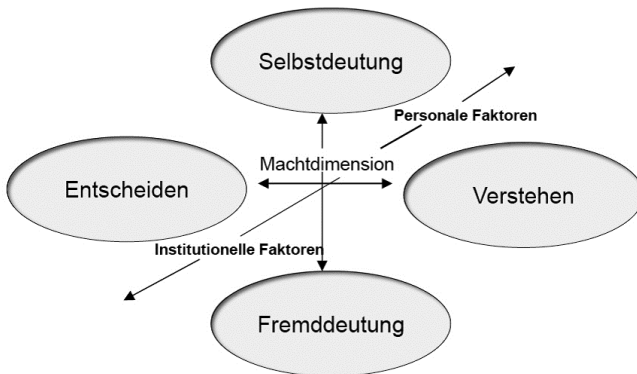 Selbstdeutung
Personale Faktoren
Machtdimension
Entscheiden
Verstehen
Institutionelle Faktoren
Fremddeutung